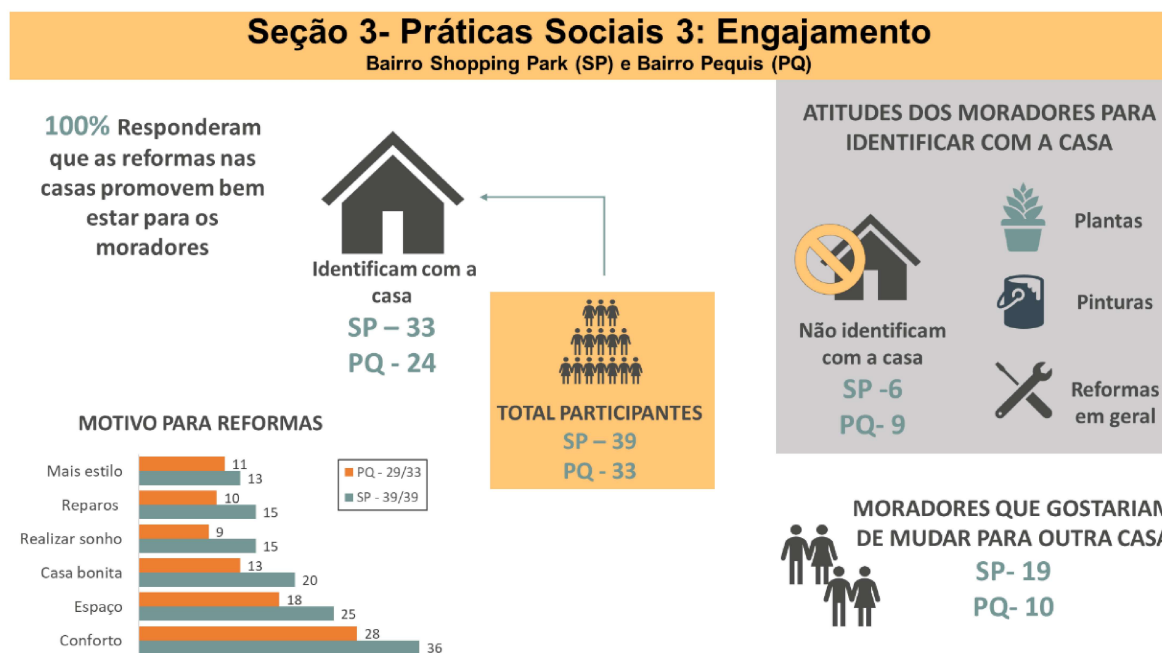 Seção 3- Práticas Sociais 3: Engajamento
Bairro Shopping Park (SP) e Bairro Pequis (PQ)
100% Responderam
que as reformas nas
casas promovem bem
estar para os
moradores
Identificam com a
casa
SP – 33
PQ - 24
TOTAL PARTICIPANTES
SP – 39
PQ - 33
ATITUDES DOS MORADORES PARA
IDENTIFICAR COM A CASA
Não identificam
com a casa
SP -6
PQ- 9
Plantas
Pinturas
Reformas
em geral
MOTIVO PARA REFORMAS
PQ - 29/33
SP - 39/39
Mais estilo
11
13
Reparos
10
15
Realizar sonho
9
15
Casa bonita
13
20
Espaço
18
25
Conforto
28
36
MORADORES QUE GOSTARIAM
DE MUDAR PARA OUTRA CASA
SP- 19
PQ- 10